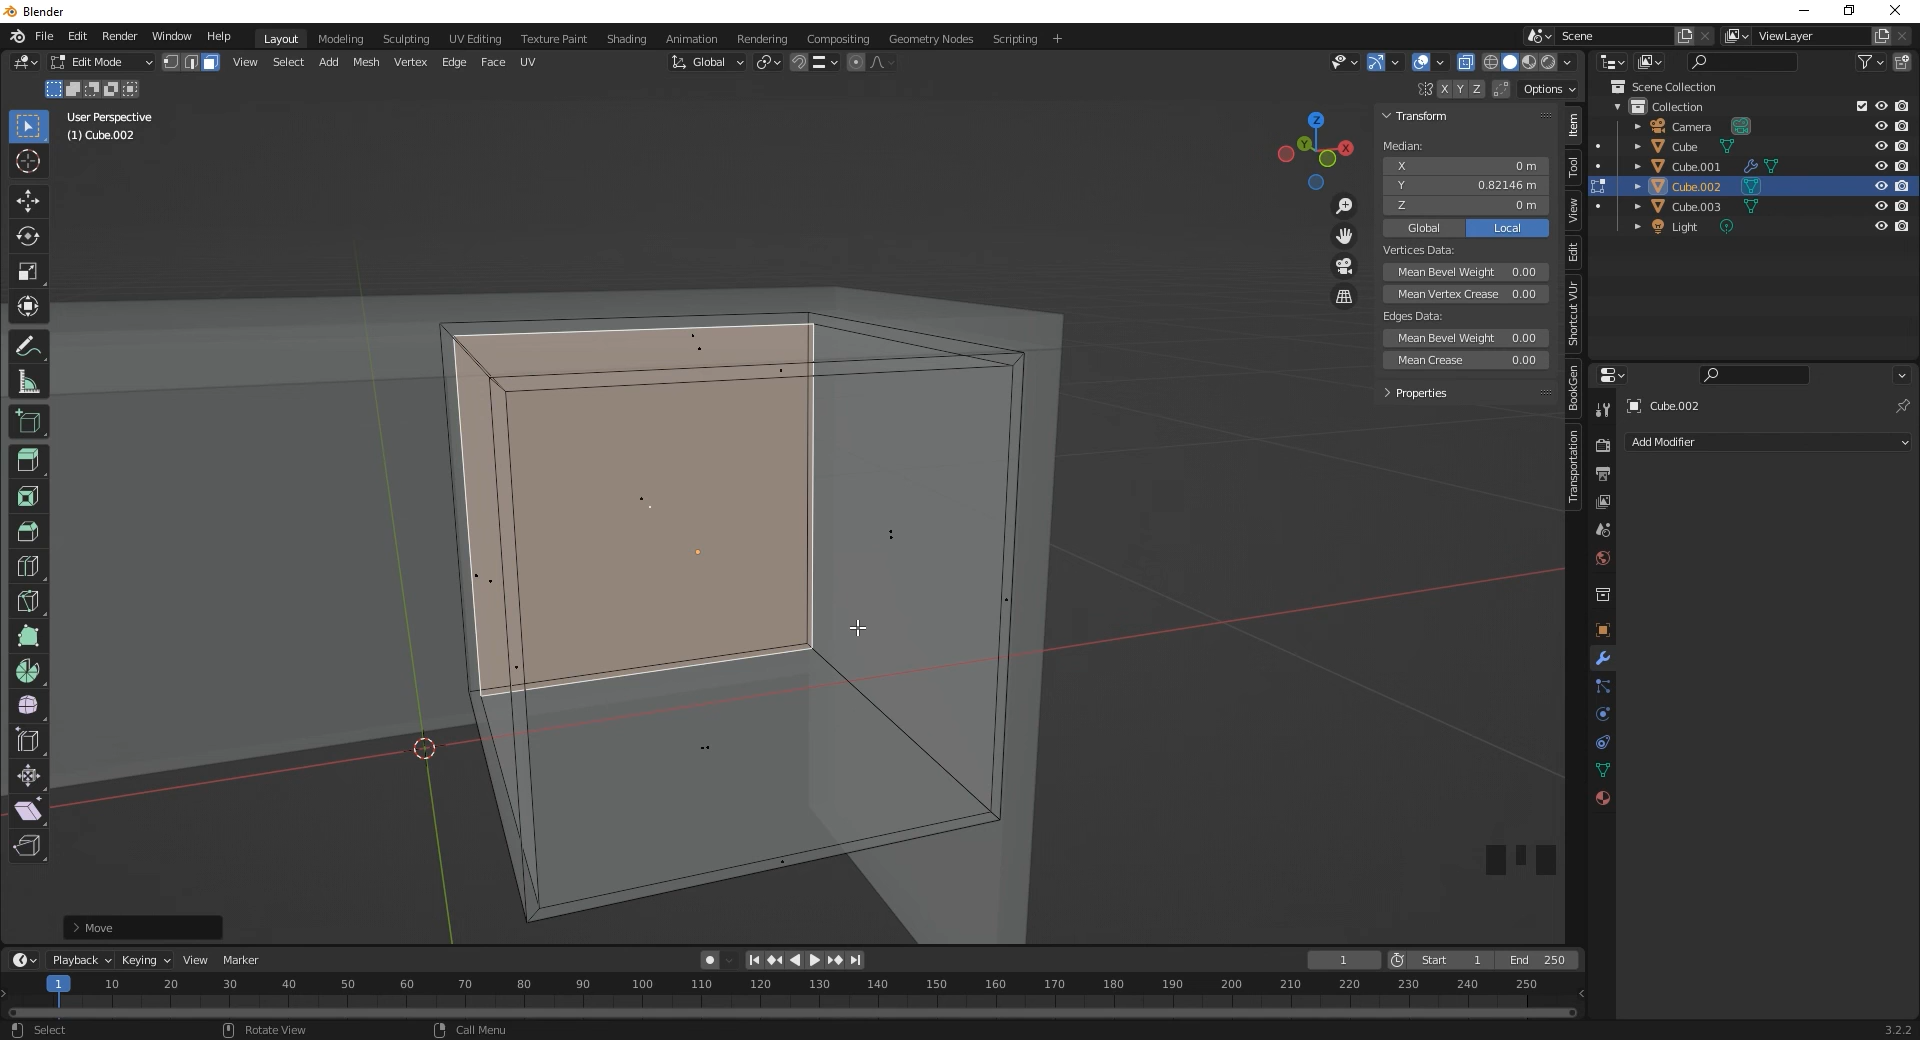 Blender
File Edit Render Window Help Layout Modeling Sculpting UV Editing Texture Paint Shading Animation Rendering Compositing Geometry Nodes Scripting + Scene ViewLayer
Edit Mode View Select Add Mesh Vertex Edge Face UV Global
X Y Z Options
User Perspective
(1) Cube.002
Z
Y
X
Transform
Median:
X 0 m
Y 0.82146 m
Z 0 m
Global Local
Vertices Data:
Mean Bevel Weight 0.00
Mean Vertex Crease 0.00
Edges Data:
Mean Bevel Weight 0.00
Mean Crease 0.00
Properties
Item
Tool
View
Edit
Shortcut VUr
BookGen
Transportation
Scene Collection
Collection
Camera
Cube
Cube.001
Cube.002
Cube.003
Light
Cube.002
Add Modifier
Move
Playback Keying View Marker 1 Start 1 End 250
1 10 20 30 40 50 60 70 80 90 100 110 120 130 140 150 160 170 180 190 200 210 220 230 240 250
Select Rotate View Call Menu 3.2.2